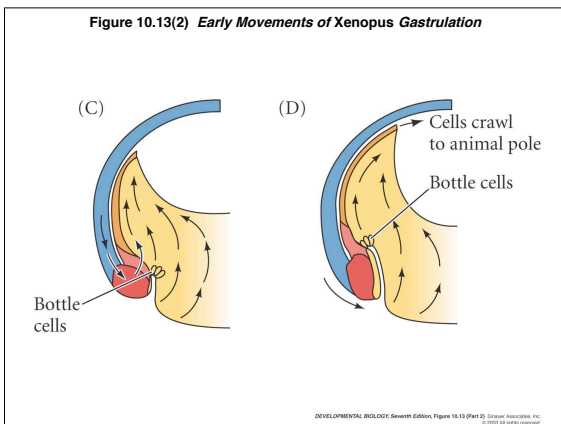 Figure 10.13(2) Early Movements of Xenopus Gastrulation
(C)
Bottle
cells
(D)
Cells crawl
to animal pole
Bottle cells
DEVELOPMENTAL BIOLOGY, Seventh Edition, Figure 10.13 (Part 2) Sinauer Associates, Inc.
© 2003 All rights reserved